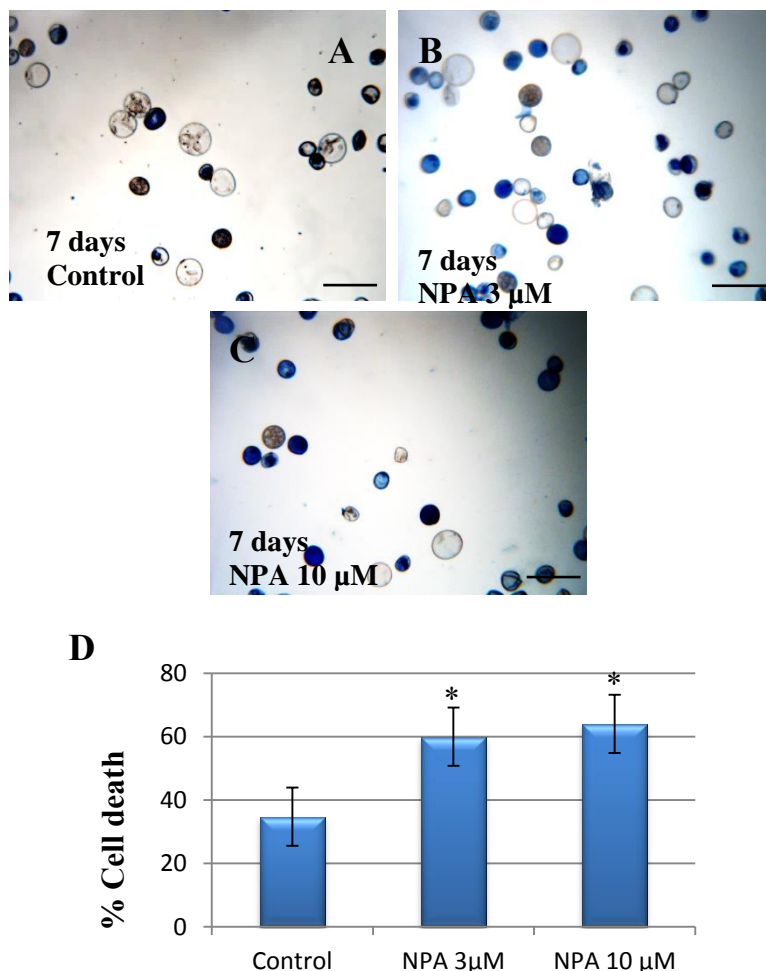 A
7 days
Control
B
7 days
NPA 3 µM
C
7 days
NPA 10 µM
D
% Cell death
80
60
40
20
0
*
*
Control
NPA 3µM
NPA 10 µM